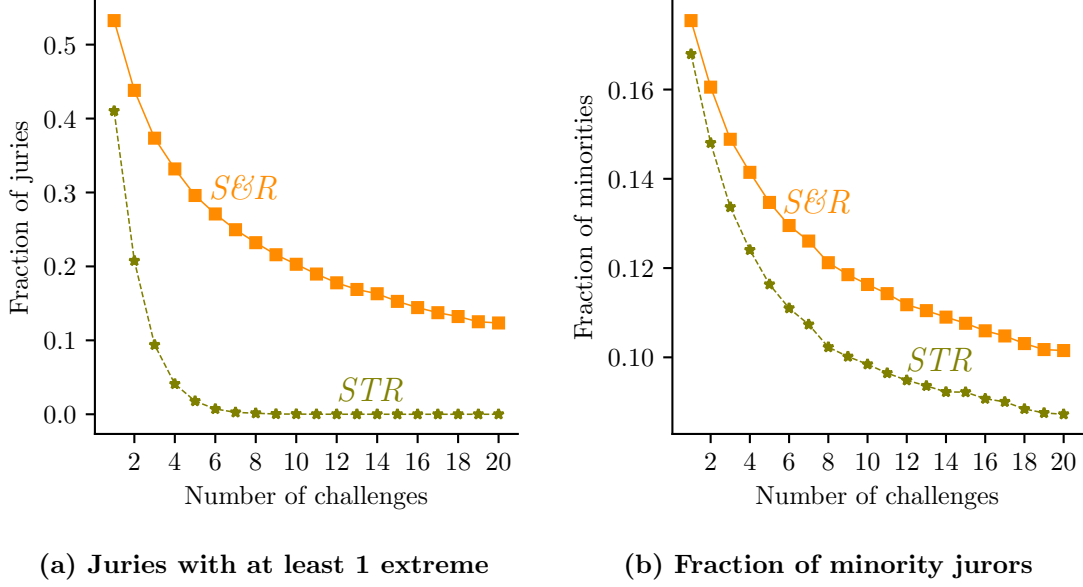 0.5
0.4
0.3
0.2
0.1
0.0
Fraction of juries
S&R
STR
2 4 6 8 10 12 14 16 18 20
Number of challenges
(a) Juries with at least 1 extreme
0.16
0.14
0.12
0.10
Fraction of minorities
S&R
STR
2 4 6 8 10 12 14 16 18 20
Number of challenges
(b) Fraction of minority jurors